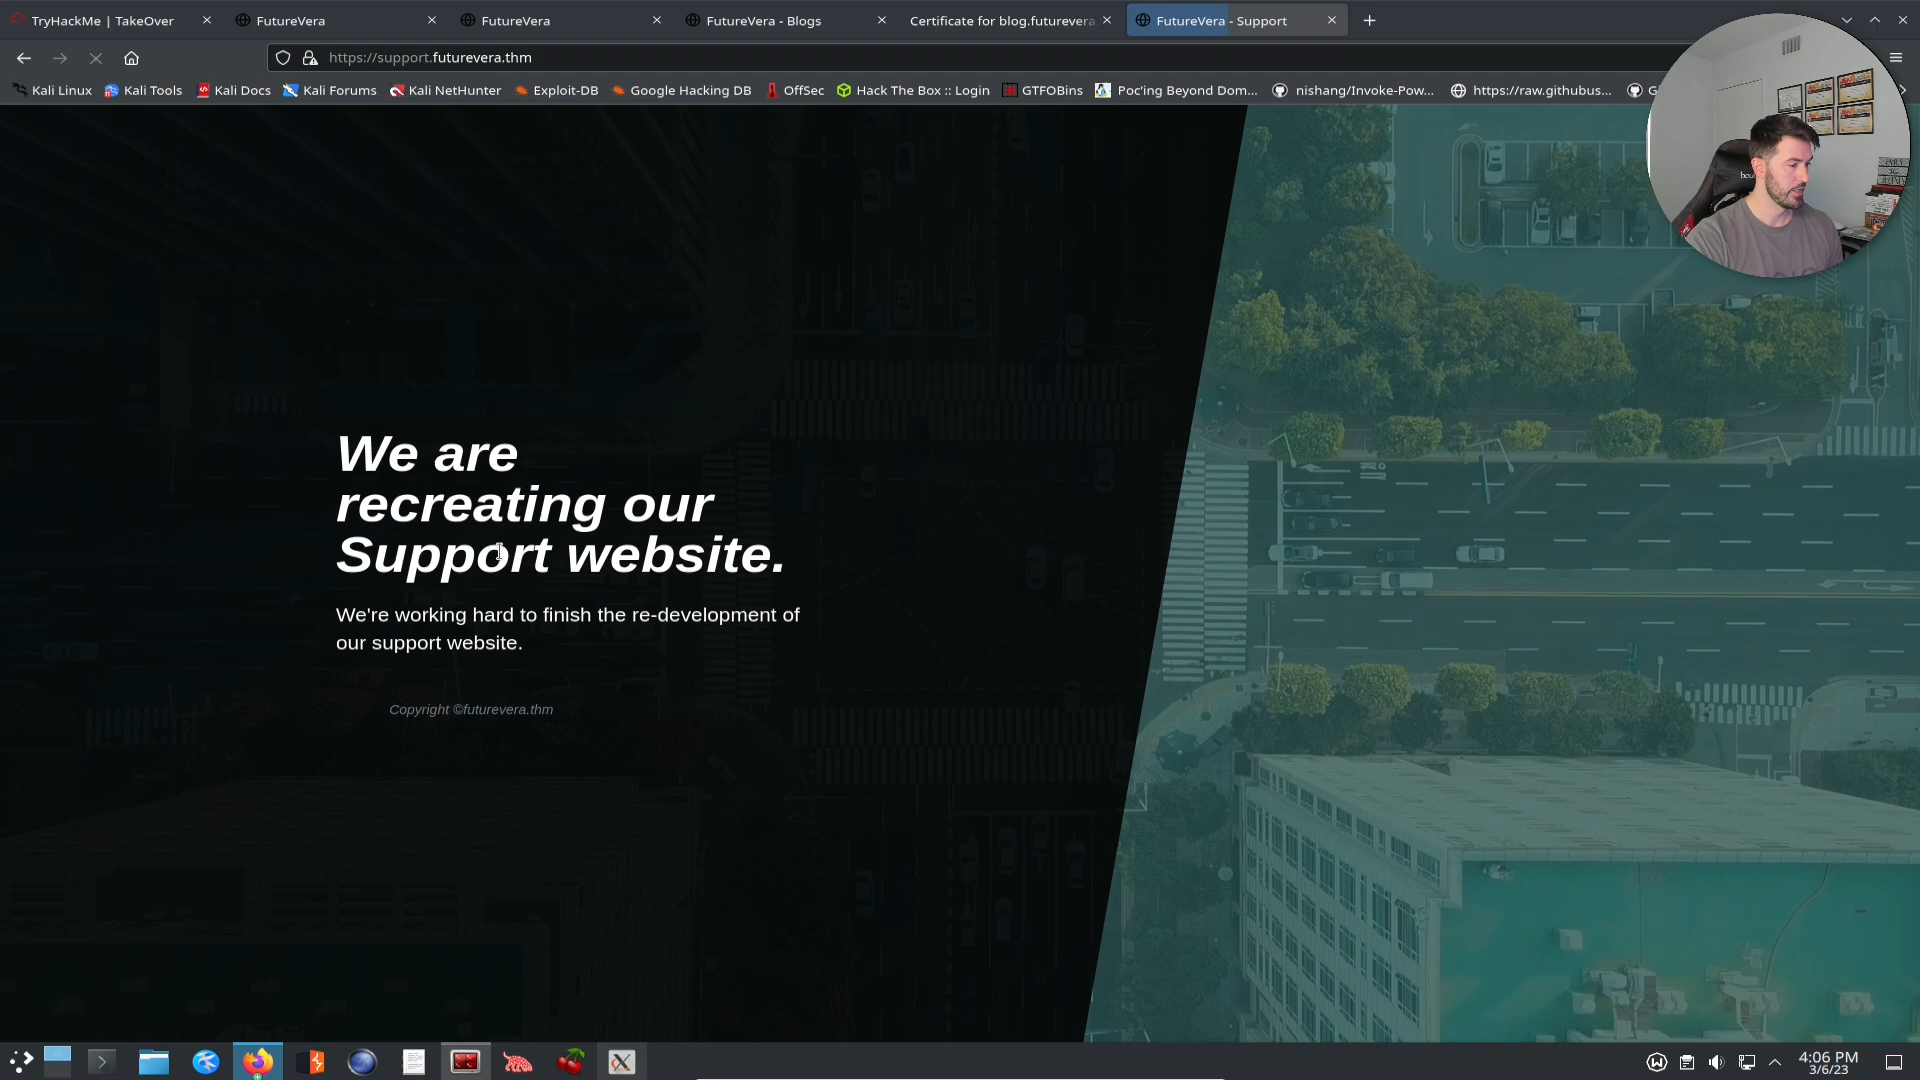 TryHackMe | TakeOver
FutureVera
FutureVera
FutureVera - Blogs
Certificate for blog.futurevera
FutureVera - Support
https://support.futurevera.thm
Kali Linux
Kali Tools
Kali Docs
Kali Forums
Kali NetHunter
Exploit-DB
Google Hacking DB
OffSec
Hack The Box :: Login
GTFOBins
Poc'ing Beyond Dom...
nishang/Invoke-Pow...
https://raw.githubus...
We are
recreating our
Support website.
We're working hard to finish the re-development of
our support website.
Copyright ©futurevera.thm
4:06 PM
3/6/23